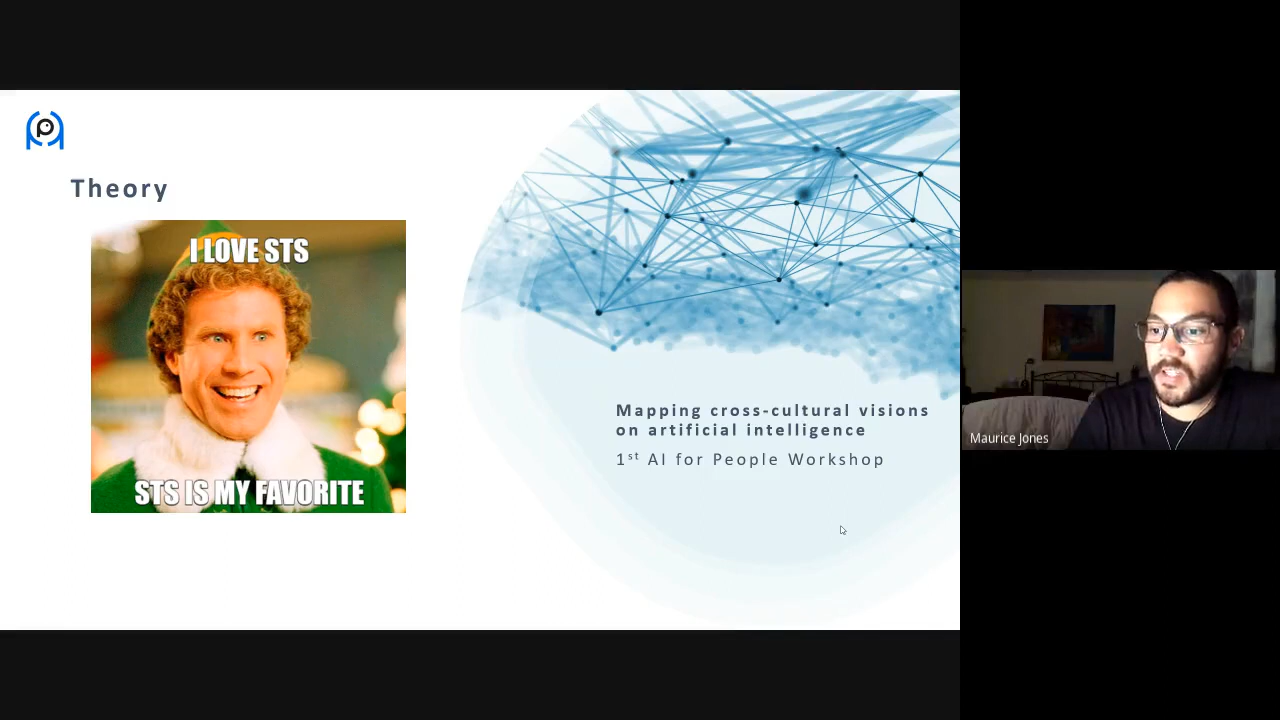 Theory
I LOVE STS
STS IS MY FAVORITE
Mapping cross-cultural visions
on artificial intelligence
1st AI for People Workshop
Maurice Jones